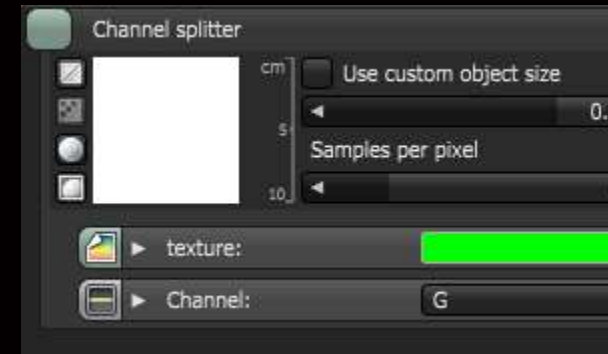 Channel splitter
cm
Use custom object size
0.
5
Samples per pixel
10
texture:
Channel:
G